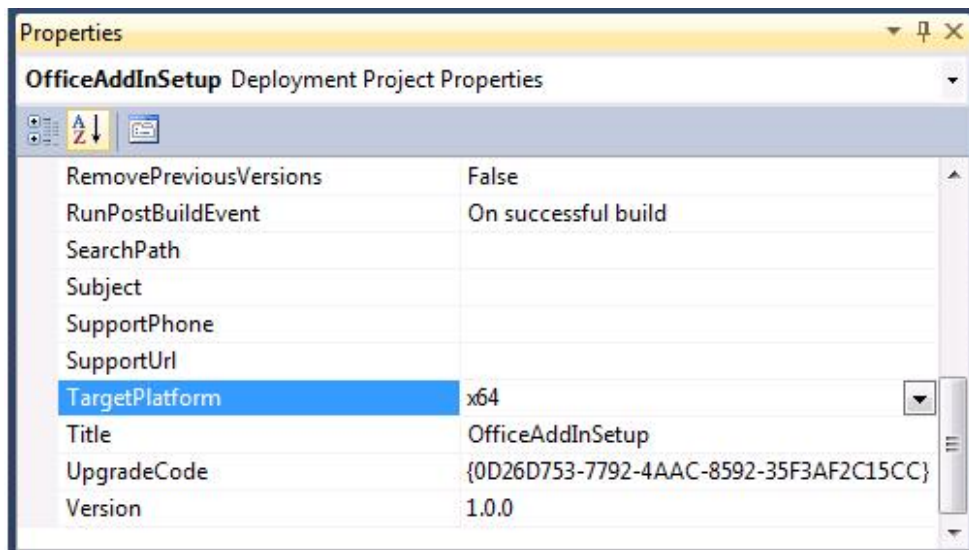 Properties
OfficeAddInSetup Deployment Project Properties
A Z
RemovePreviousVersions False
RunPostBuildEvent On successful build
SearchPath
Subject
SupportPhone
SupportUrl
TargetPlatform x64
Title OfficeAddInSetup
UpgradeCode {0D26D753-7792-4AAC-8592-35F3AF2C15CC}
Version 1.0.0